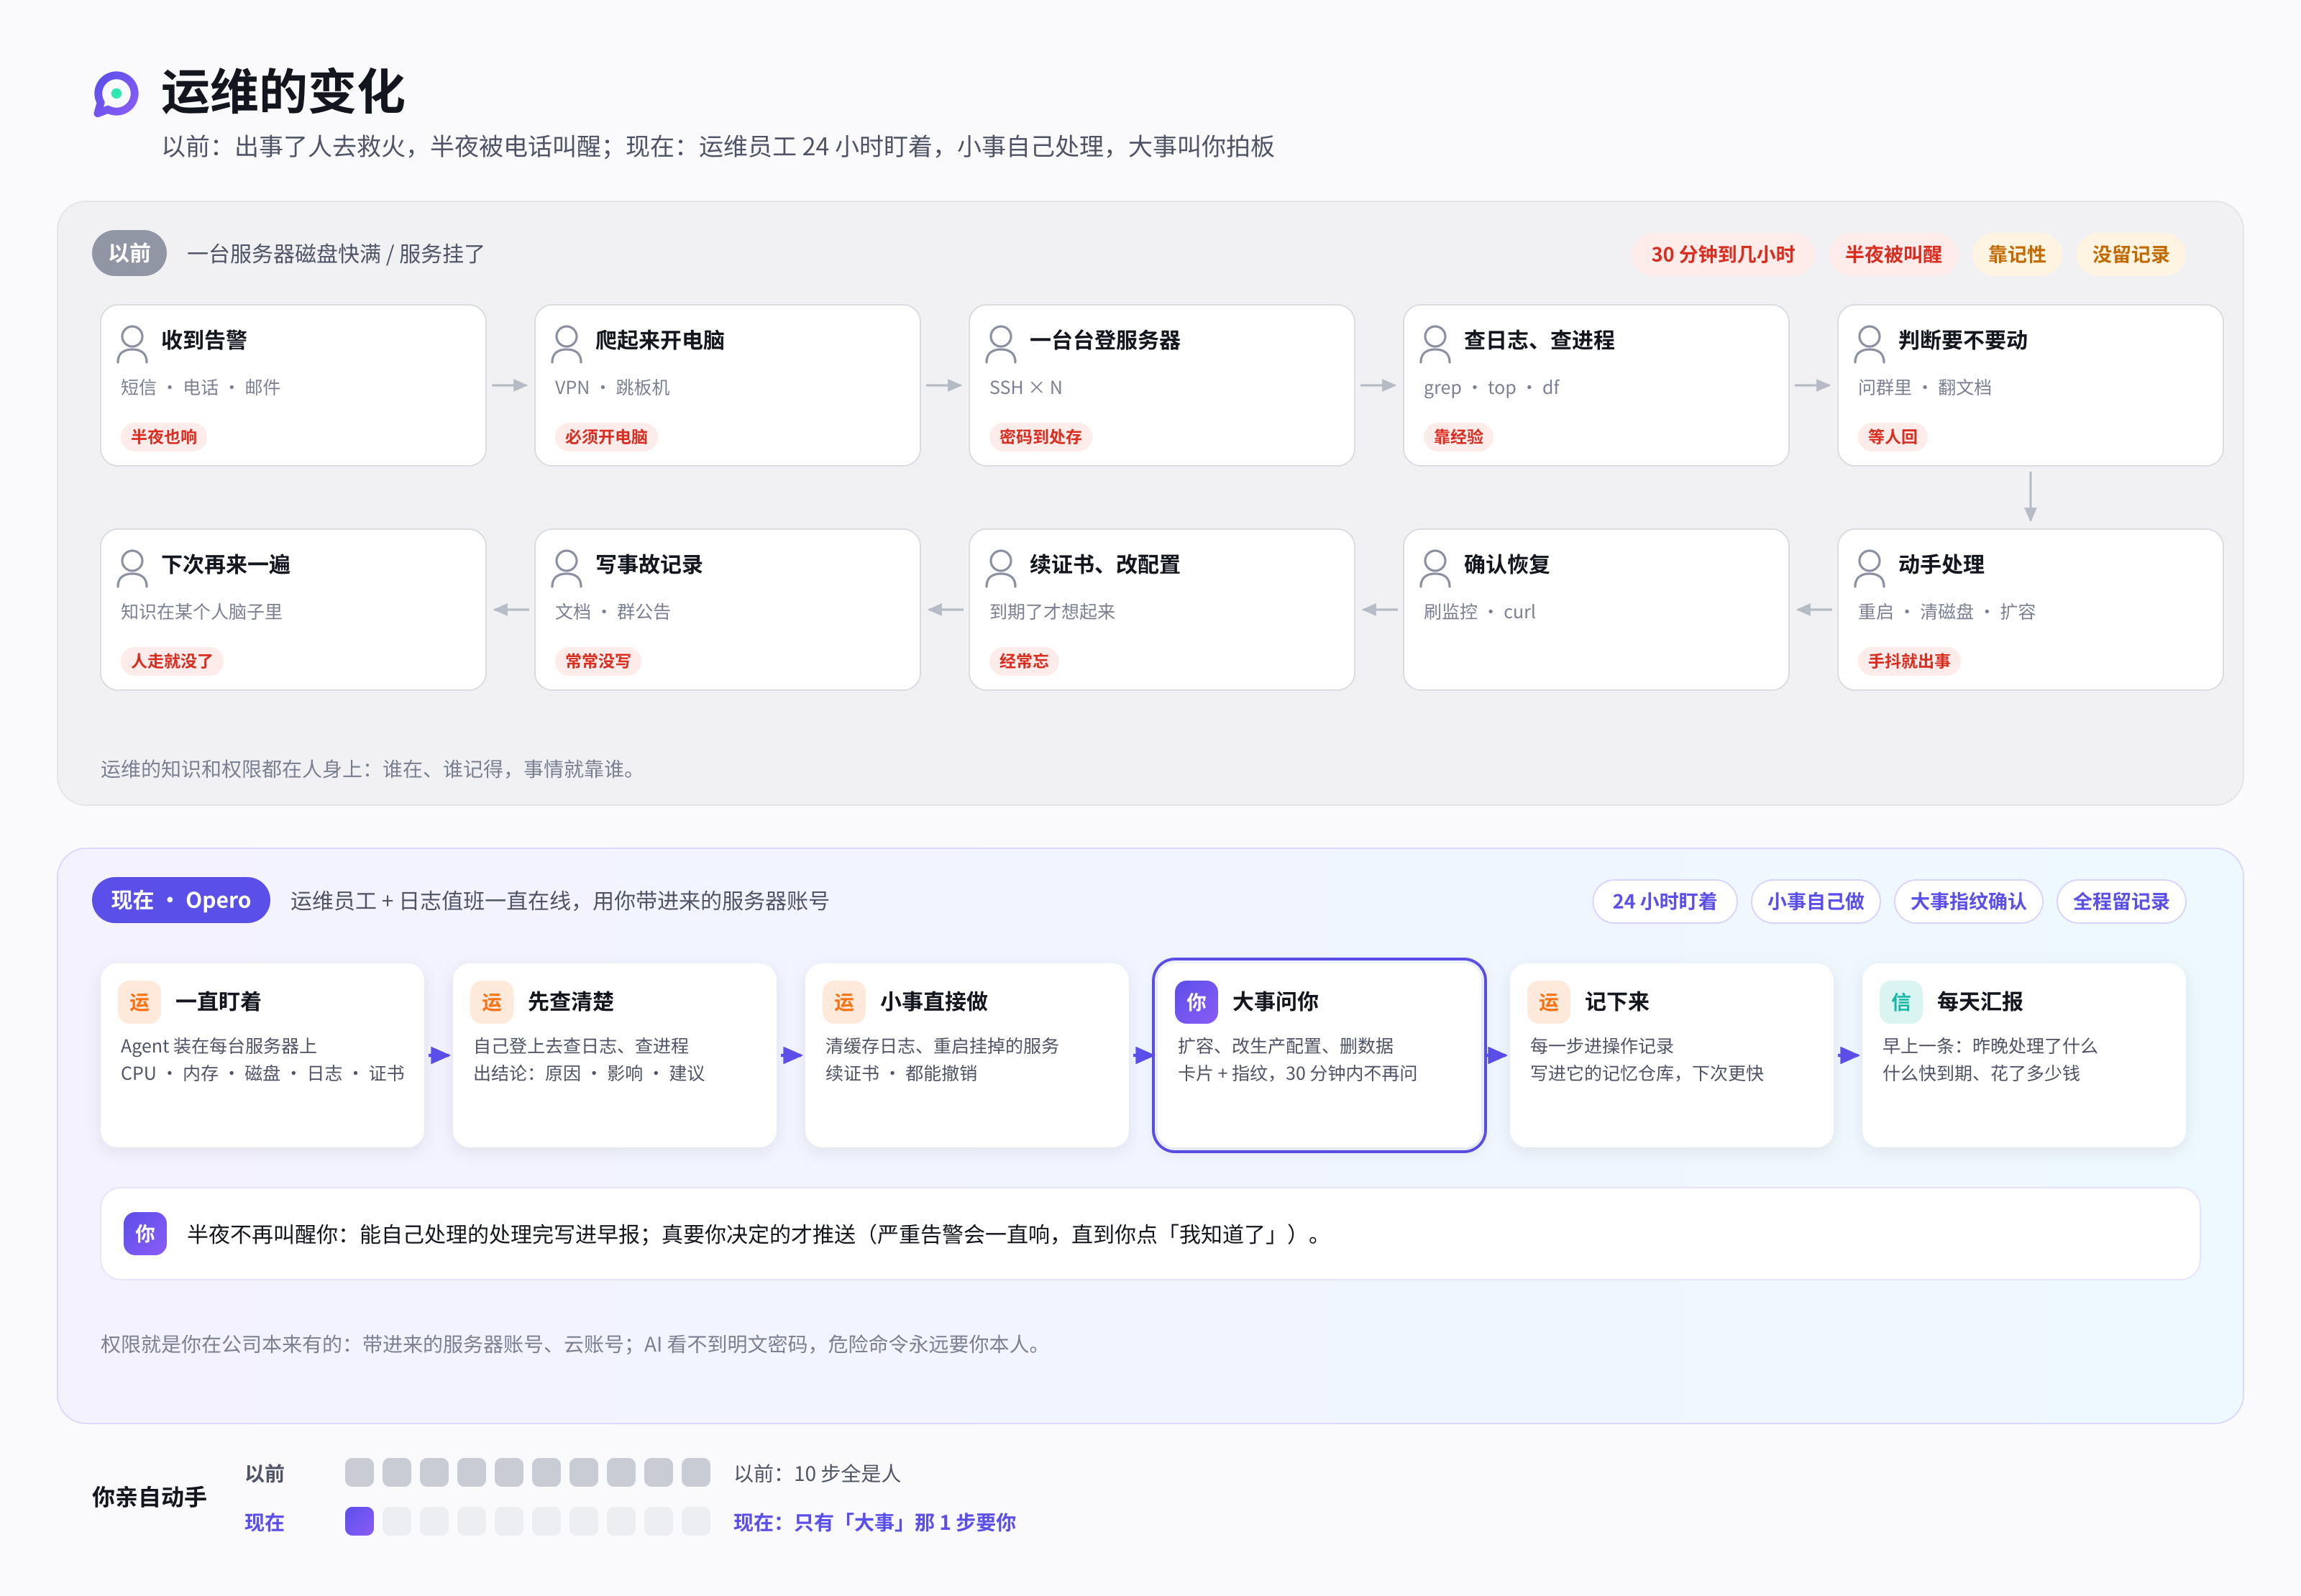 运维的变化
以前：出事了人去救火，半夜被电话叫醒；现在：运维员工 24 小时盯着，小事自己处理，大事叫你拍板
以前
一台服务器磁盘快满 / 服务挂了
30 分钟到几小时
半夜被叫醒
靠记性
没留记录
收到告警
短信 · 电话 · 邮件
半夜也响
爬起来开电脑
VPN · 跳板机
必须开电脑
一台台登服务器
SSH × N
密码到处存
查日志、查进程
grep · top · df
靠经验
判断要不要动
问群里 · 翻文档
等人回
动手处理
重启 · 清磁盘 · 扩容
手抖就出事
确认恢复
刷监控 · curl
续证书、改配置
到期了才想起来
经常忘
写事故记录
文档 · 群公告
常常没写
下次再来一遍
知识在某个人脑子里
人走就没了
运维的知识和权限都在人身上：谁在、谁记得，事情就靠谁。
现在 · Opero
运维员工 + 日志值班一直在线，用你带进来的服务器账号
24 小时盯着
小事自己做
大事指纹确认
全程留记录
运
一直盯着
Agent 装在每台服务器上
CPU · 内存 · 磁盘 · 日志 · 证书
运
先查清楚
自己登上去查日志、查进程
出结论：原因 · 影响 · 建议
运
小事直接做
清缓存日志、重启挂掉的服务
续证书 · 都能撤销
你
大事问你
扩容、改生产配置、删数据
卡片 + 指纹，30 分钟内不再问
运
记下来
每一步进操作记录
写进它的记忆仓库，下次更快
信
每天汇报
早上一条：昨晚处理了什么
什么快到期、花了多少钱
你
半夜不再叫醒你：能自己处理的处理完写进早报；真要你决定的才推送（严重告警会一直响，直到你点「我知道了」）。
权限就是你在公司本来有的：带进来的服务器账号、云账号；AI 看不到明文密码，危险命令永远要你本人。
你亲自动手
以前
以前：10 步全是人
现在
现在：只有「大事」那 1 步要你